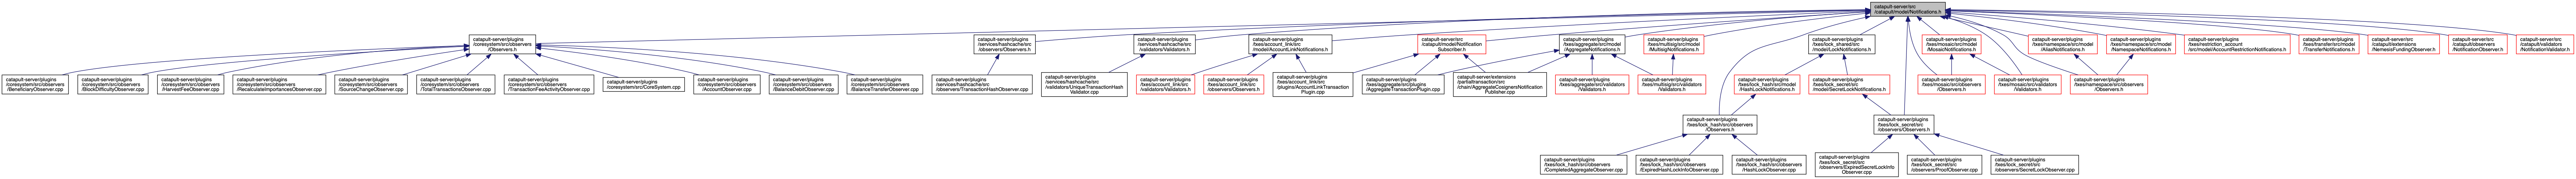 catapult-server/src
/catapult/model/Notifications.h
catapult-server/plugins
/coresystem/src/observers
/Observers.h
catapult-server/plugins
/services/hashcache/src
/observers/Observers.h
catapult-server/plugins
/services/hashcache/src
/validators/Validators.h
catapult-server/plugins
/txes/account_link/src
/model/AccountLinkNotifications.h
catapult-server/src
/catapult/model/Notification
Subscriber.h
catapult-server/plugins
/txes/aggregate/src/model
/AggregateNotifications.h
catapult-server/plugins
/txes/multisig/src/model
/MultisigNotifications.h
catapult-server/plugins
/txes/lock_shared/src
/model/LockNotifications.h
catapult-server/plugins
/txes/mosaic/src/model
/MosaicNotifications.h
catapult-server/plugins
/txes/namespace/src/model
/AliasNotifications.h
catapult-server/plugins
/txes/namespace/src/model
/NamespaceNotifications.h
catapult-server/plugins
/txes/restriction_account
/src/model/AccountRestrictionNotifications.h
catapult-server/plugins
/txes/transfer/src/model
/TransferNotifications.h
catapult-server/src
/catapult/extensions
/NemesisFundingObserver.h
catapult-server/src
/catapult/observers
/NotificationObserver.h
catapult-server/src
/catapult/validators
/NotificationValidator.h
catapult-server/plugins
/coresystem/src/observers
/BeneficiaryObserver.cpp
catapult-server/plugins
/coresystem/src/observers
/BlockDifficultyObserver.cpp
catapult-server/plugins
/coresystem/src/observers
/HarvestFeeObserver.cpp
catapult-server/plugins
/coresystem/src/observers
/RecalculateImportancesObserver.cpp
catapult-server/plugins
/coresystem/src/observers
/SourceChangeObserver.cpp
catapult-server/plugins
/coresystem/src/observers
/TotalTransactionsObserver.cpp
catapult-server/plugins
/coresystem/src/observers
/TransactionFeeActivityObserver.cpp
catapult-server/plugins
/coresystem/src/CoreSystem.cpp
catapult-server/plugins
/coresystem/src/observers
/AccountObserver.cpp
catapult-server/plugins
/coresystem/src/observers
/BalanceDebitObserver.cpp
catapult-server/plugins
/coresystem/src/observers
/BalanceTransferObserver.cpp
catapult-server/plugins
/services/hashcache/src
/observers/TransactionHashObserver.cpp
catapult-server/plugins
/services/hashcache/src
/validators/UniqueTransactionHash
Validator.cpp
catapult-server/plugins
/txes/account_link/src
/validators/Validators.h
catapult-server/plugins
/txes/account_link/src
/observers/Observers.h
catapult-server/plugins
/txes/account_link/src
/plugins/AccountLinkTransaction
Plugin.cpp
catapult-server/plugins
/txes/aggregate/src/plugins
/AggregateTransactionPlugin.cpp
catapult-server/extensions
/partialtransaction/src
/chain/AggregateCosignersNotification
Publisher.cpp
catapult-server/plugins
/txes/aggregate/src/validators
/Validators.h
catapult-server/plugins
/txes/multisig/src/validators
/Validators.h
catapult-server/plugins
/txes/lock_hash/src/model
/HashLockNotifications.h
catapult-server/plugins
/txes/lock_secret/src
/model/SecretLockNotifications.h
catapult-server/plugins
/txes/mosaic/src/observers
/Observers.h
catapult-server/plugins
/txes/mosaic/src/validators
/Validators.h
catapult-server/plugins
/txes/namespace/src/observers
/Observers.h
catapult-server/plugins
/txes/lock_hash/src/observers
/Observers.h
catapult-server/plugins
/txes/lock_secret/src
/observers/Observers.h
catapult-server/plugins
/txes/lock_hash/src/observers
/CompletedAggregateObserver.cpp
catapult-server/plugins
/txes/lock_hash/src/observers
/ExpiredHashLockInfoObserver.cpp
catapult-server/plugins
/txes/lock_hash/src/observers
/HashLockObserver.cpp
catapult-server/plugins
/txes/lock_secret/src
/observers/ExpiredSecretLockInfo
Observer.cpp
catapult-server/plugins
/txes/lock_secret/src
/observers/ProofObserver.cpp
catapult-server/plugins
/txes/lock_secret/src
/observers/SecretLockObserver.cpp